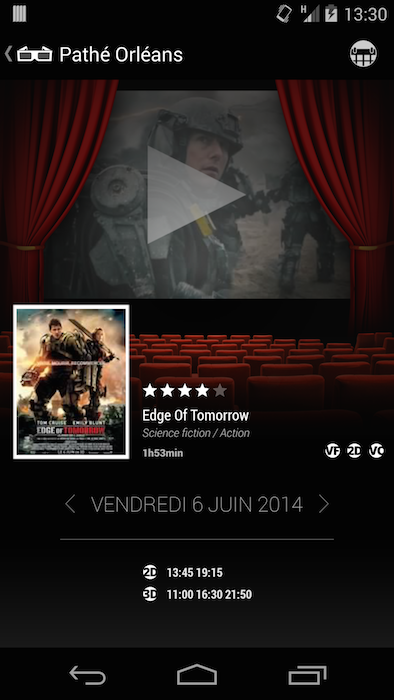 H
13:30
Pathé Orléans
TOM CRUISE EMILY BLUNT
EDGE OF TOMORROW
Edge Of Tomorrow
Science fiction / Action
1h53min
VF 2D VO
VENDREDI 6 JUIN 2014
2D 13:45 19:15
3D 11:00 16:30 21:50